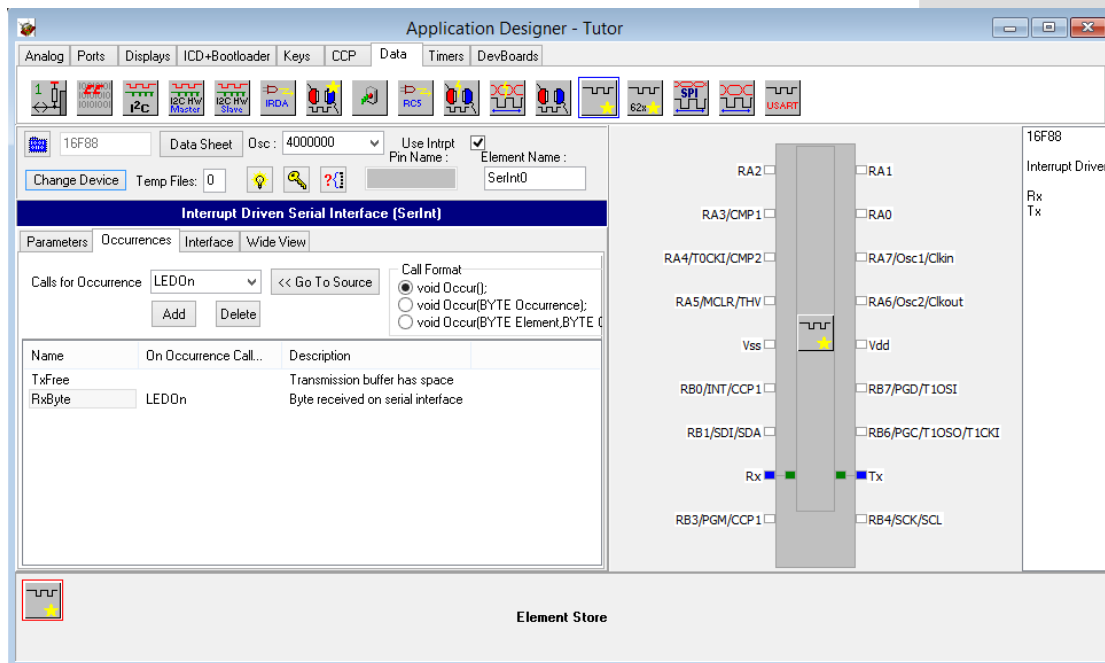 Application Designer - Tutor
Analog Ports Displays ICD+Bootloader Keys CCP Data Timers DevBoards
1 I²C I2C HW Master I2C HW Slave IRDA RCS 62x SPI USART
16F88 Data Sheet Osc : 4000000 Use Intrpt
Pin Name : Element Name :
Change Device Temp Files: 0 ?{ SerInt0
Interrupt Driven Serial Interface (SerInt)
Parameters Occurrences Interface Wide View
Calls for Occurrence LEDOn << Go To Source
Add Delete
Call Format
void Occur();
void Occur(BYTE Occurrence);
void Occur(BYTE Element,BYTE
Name On Occurrence Call... Description
TxFree Transmission buffer has space
RxByte LEDOn Byte received on serial interface
RA2 RA1
RA3/CMP1 RA0
RA4/T0CKI/CMP2 RA7/Osc1/Clkin
RA5/MCLR/THV RA6/Osc2/Clkout
Vss Vdd
RB0/INT/CCP1 RB7/PGD/T1OSI
RB1/SDI/SDA RB6/PGC/T1OSO/T1CKI
Rx Tx
RB3/PGM/CCP1 RB4/SCK/SCL
16F88
Interrupt Drive
Rx
Tx
Element Store